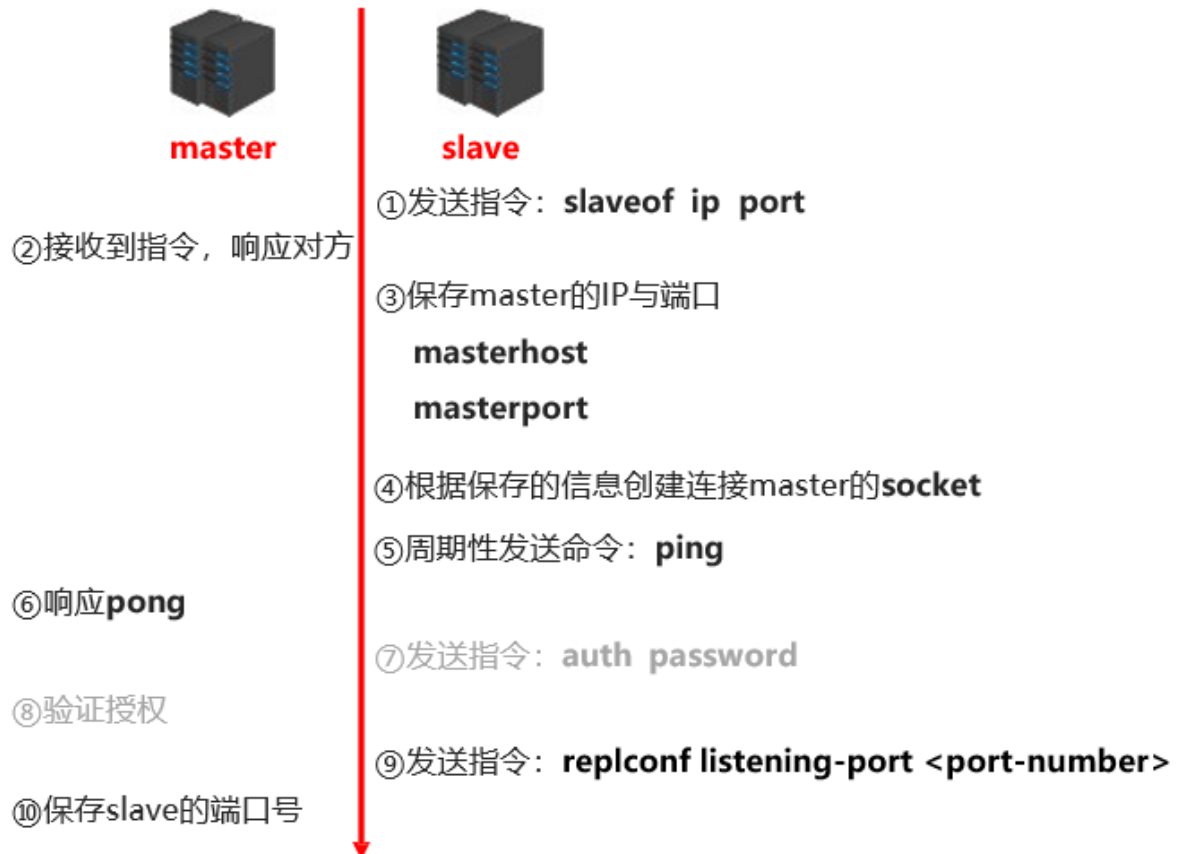 master
slave
①发送指令：slaveof ip port
②接收到指令，响应对方
③保存master的IP与端口
masterhost
masterport
④根据保存的信息创建连接master的socket
⑤周期性发送命令：ping
⑥响应pong
⑦发送指令：auth password
⑧验证授权
⑨发送指令：replconf listening-port <port-number>
⑩保存slave的端口号